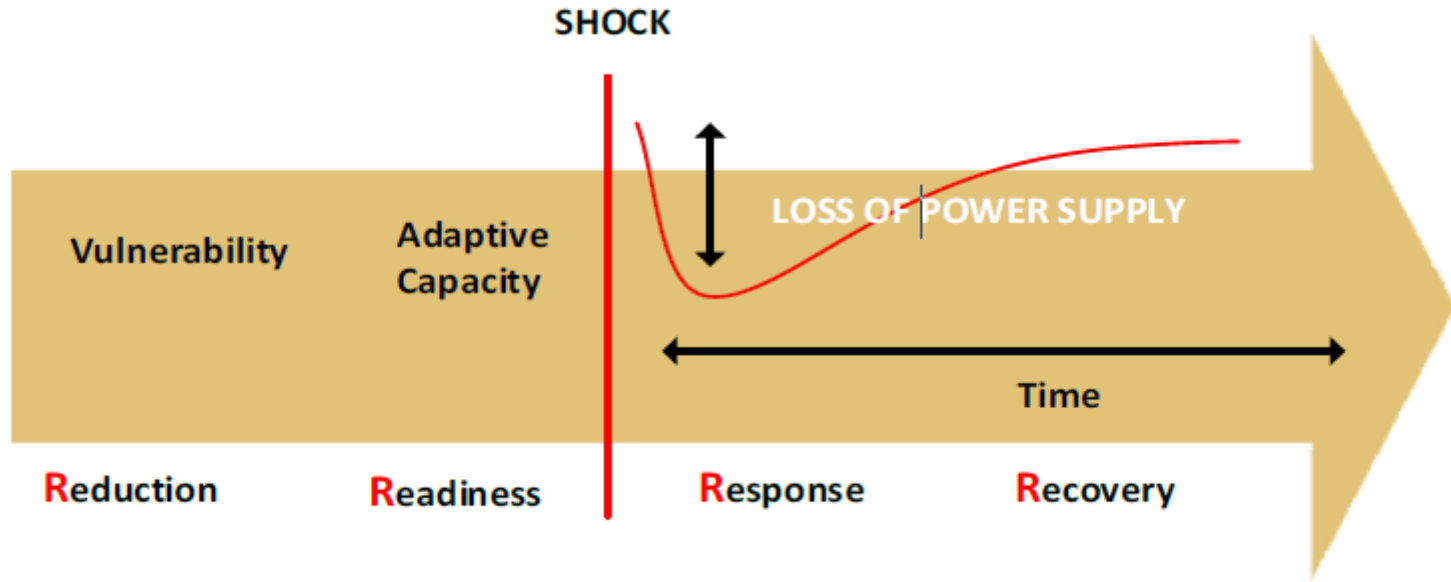 SHOCK
LOSS OF POWER SUPPLY
Vulnerability
Adaptive
Capacity
Time
Reduction
Readiness
Response
Recovery